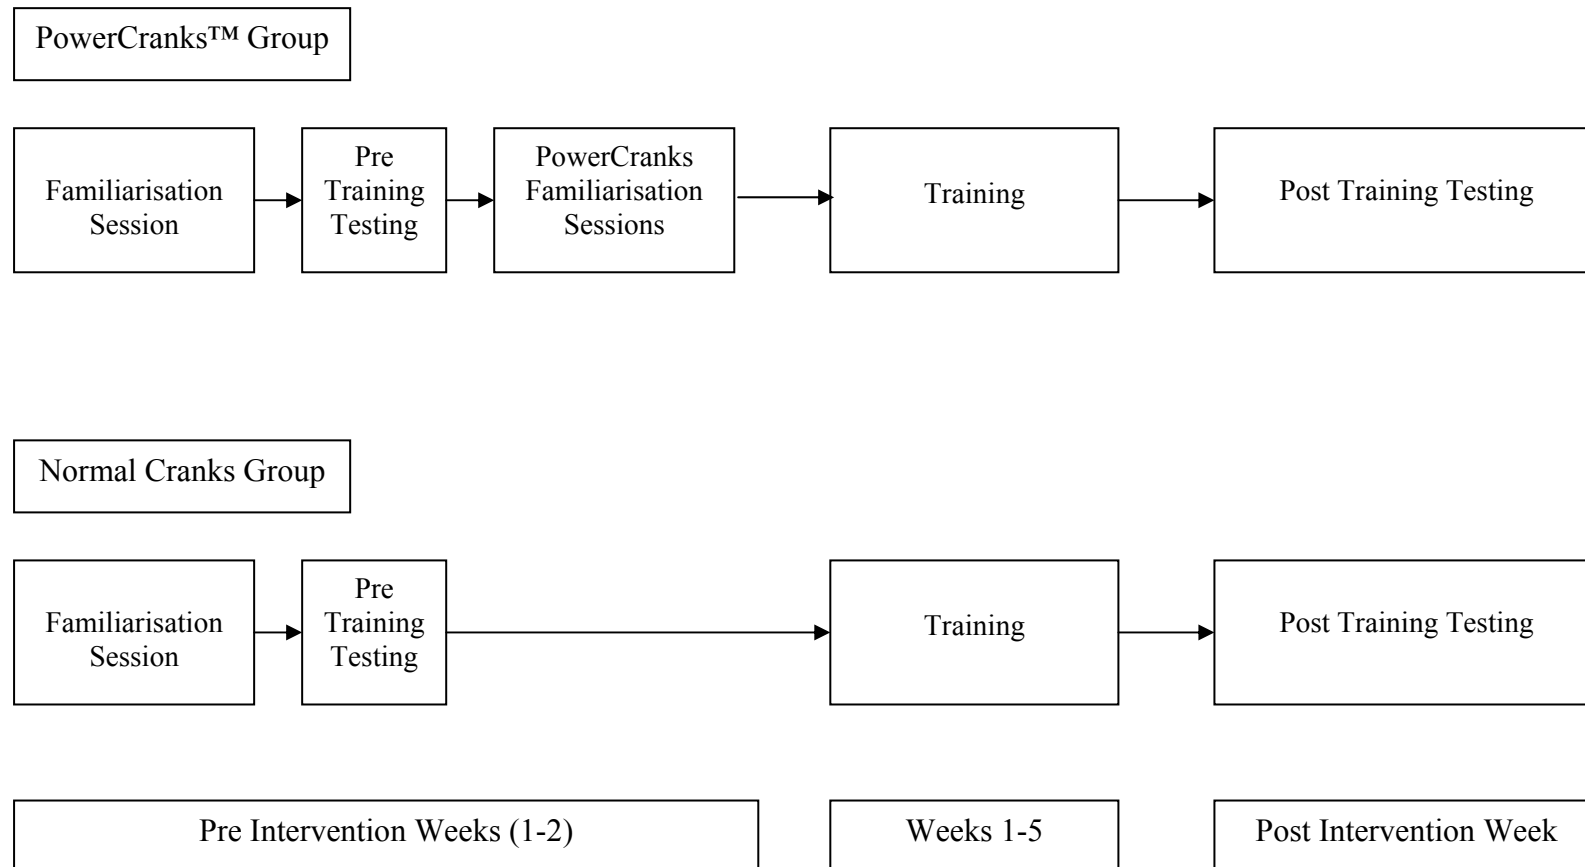 PowerCranks™ Group
Familiarisation
Session
Pre
Training
Testing
PowerCranks
Familiarisation
Sessions
Training
Post Training Testing
Normal Cranks Group
Familiarisation
Session
Pre
Training
Testing
Training
Post Training Testing
Pre Intervention Weeks (1-2)
Weeks 1-5
Post Intervention Week